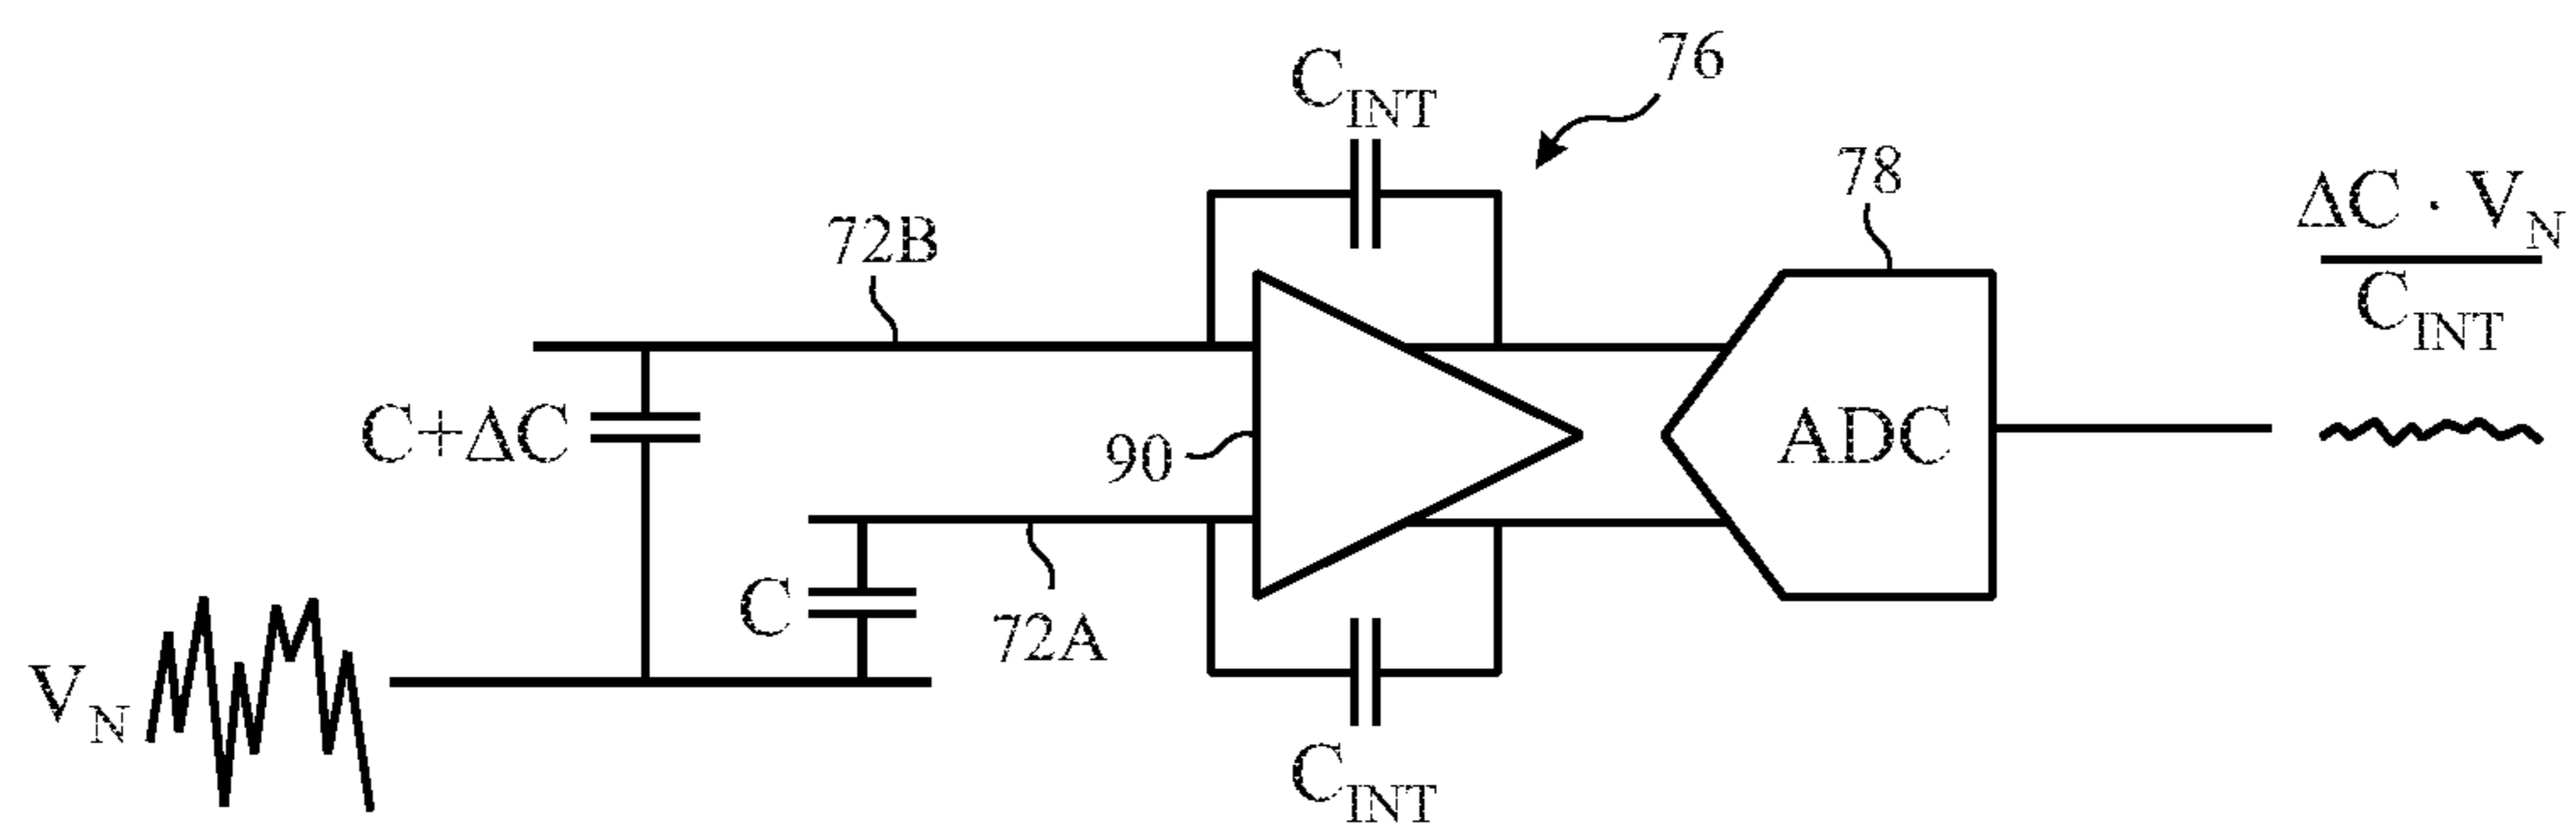 76
C_INT
78
ΔC · V_N
C_INT
72B
C+ΔC
90
ADC
C
72A
V_N
C_INT